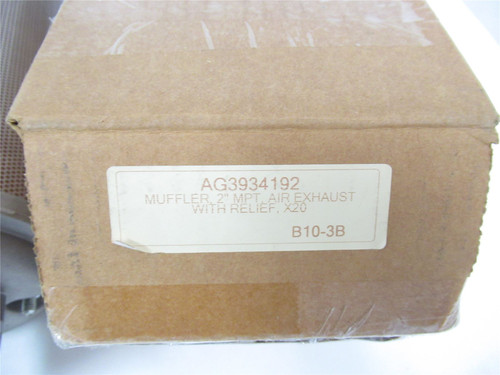 AG3934192
MUFFLER, 2" MPT, AIR EXHAUST
WITH RELIEF, X20
B10-3B